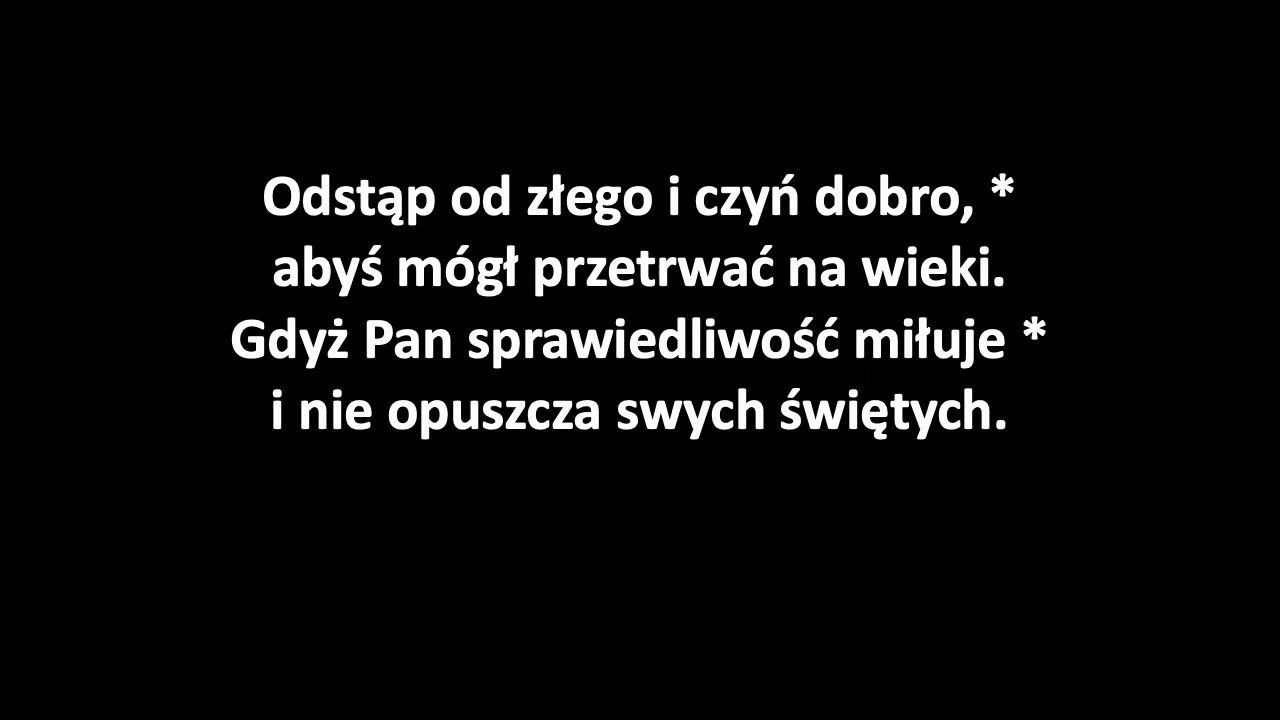 Odstąp od złego i czyń dobro, *
abyś mógł przetrwać na wieki.
Gdyż Pan sprawiedliwość miłuje *
i nie opuszcza swych świętych.